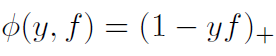 ϕ(y, f) = (1 − yf)₊